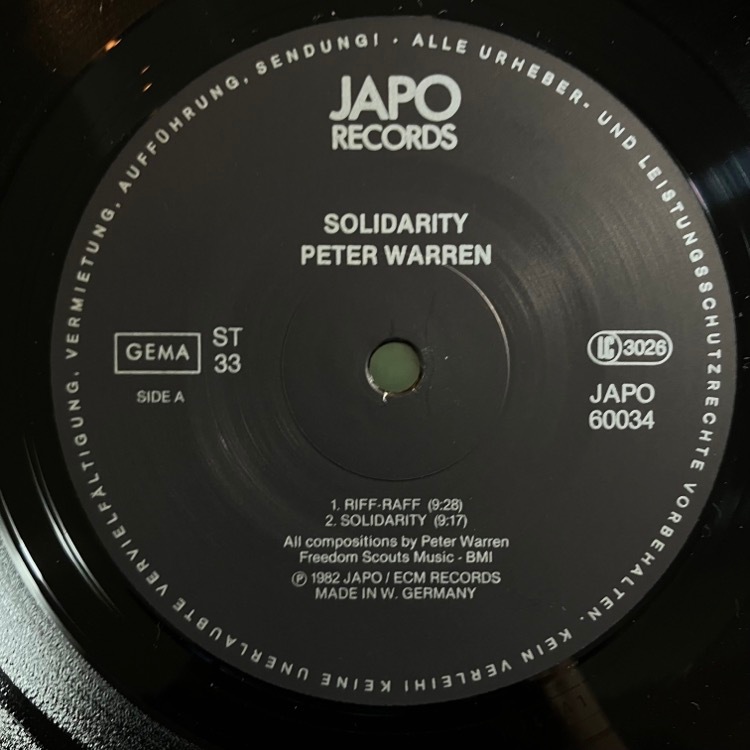 ALLE URHEBER- UND LEISTUNGSSCHUTZRECHTE VORBEHALTEN. KEIN VERLEIH! KEINE UNERLAUBTE VERVIELFÄLTIGUNG, VERMIETUNG, AUFFÜHRUNG, SENDUNG! ·
JAPO
RECORDS
SOLIDARITY
PETER WARREN
GEMA
ST
33
SIDE A
LC 3026
JAPO
60034
1. RIFF-RAFF (9:28)
2. SOLIDARITY (9:17)
All compositions by Peter Warren
Freedom Scouts Music - BMI
Ⓟ 1982 JAPO / ECM RECORDS
MADE IN W. GERMANY